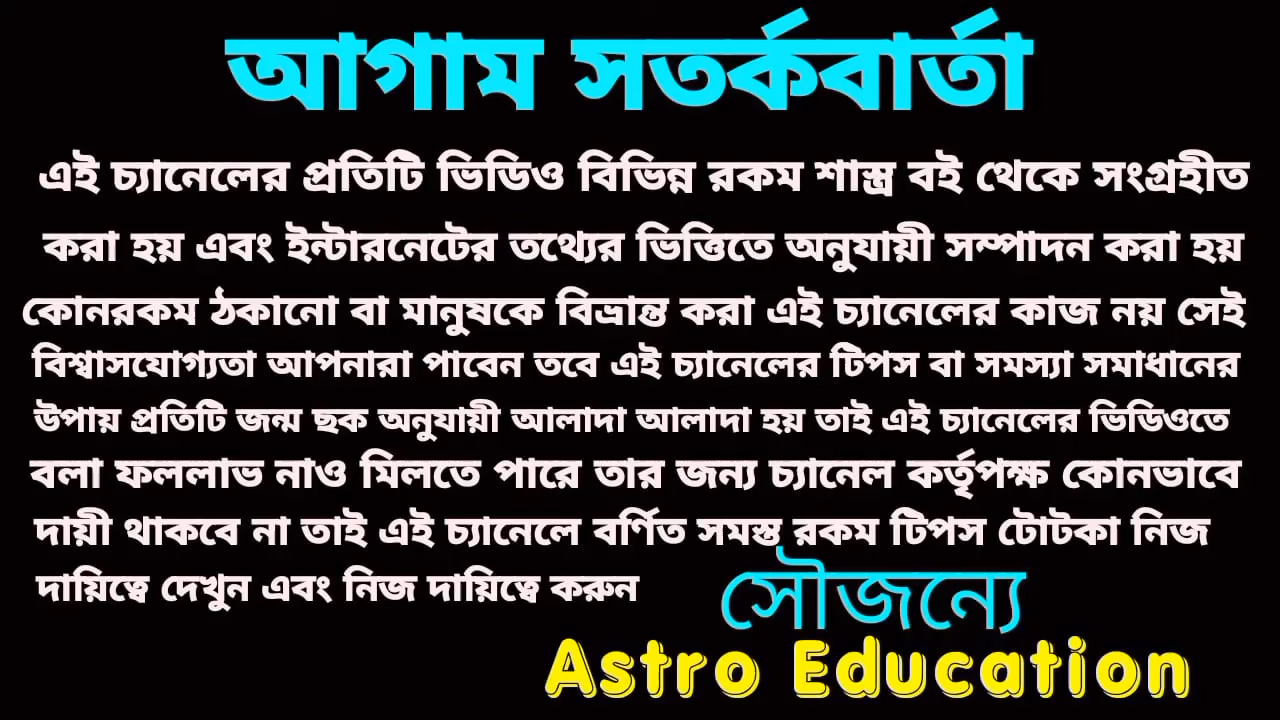 আগাম সতর্কবার্তা
এই চ্যানেলের প্রতিটি ভিডিও বিভিন্ন রকম শাস্ত্র বই থেকে সংগ্রহীত
করা হয় এবং ইন্টারনেটের তথ্যের ভিত্তিতে অনুযায়ী সম্পাদন করা হয়
কোনরকম ঠকানো বা মানুষকে বিভ্রান্ত করা এই চ্যানেলের কাজ নয় সেই
বিশ্বাসযোগ্যতা আপনারা পাবেন তবে এই চ্যানেলের টিপস বা সমস্যা সমাধানের
উপায় প্রতিটি জন্ম ছক অনুযায়ী আলাদা আলাদা হয় তাই এই চ্যানেলের ভিডিওতে
বলা ফললাভ নাও মিলতে পারে তার জন্য চ্যানেল কর্তৃপক্ষ কোনভাবে
দায়ী থাকবে না তাই এই চ্যানেলে বর্ণিত সমস্ত রকম টিপস টোটকা নিজ
দায়িত্বে দেখুন এবং নিজ দায়িত্বে করুন
সৌজন্যে
Astro Education